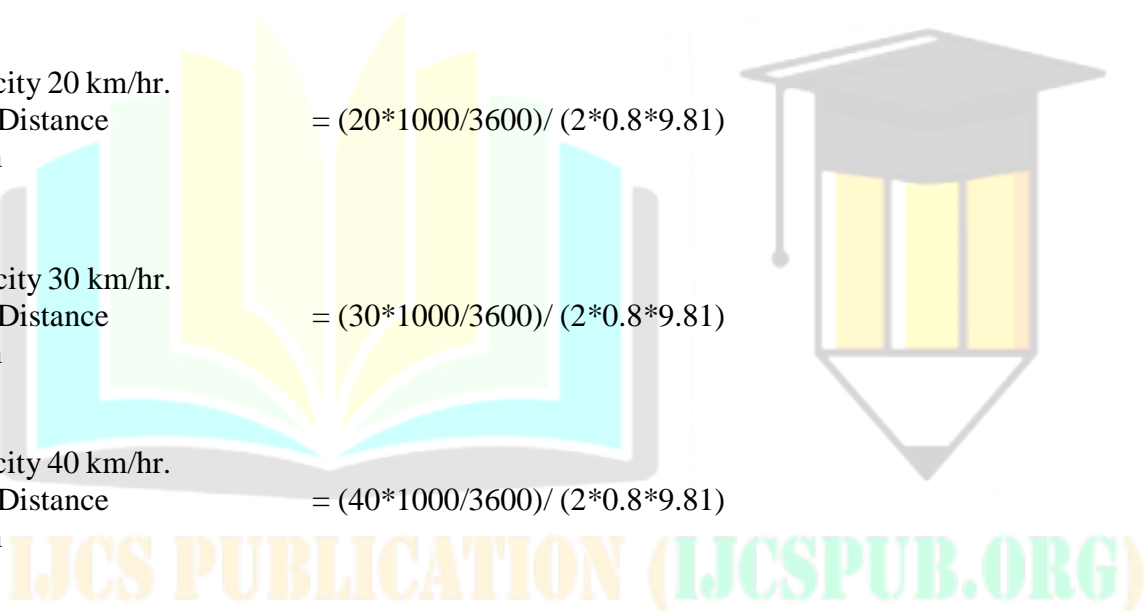 city 20 km/hr.
Distance = (20*1000/3600)/ (2*0.8*9.81)
city 30 km/hr.
Distance = (30*1000/3600)/ (2*0.8*9.81)
city 40 km/hr.
Distance = (40*1000/3600)/ (2*0.8*9.81)
IJCS PUBLICATION (IJCSPUB.ORG)